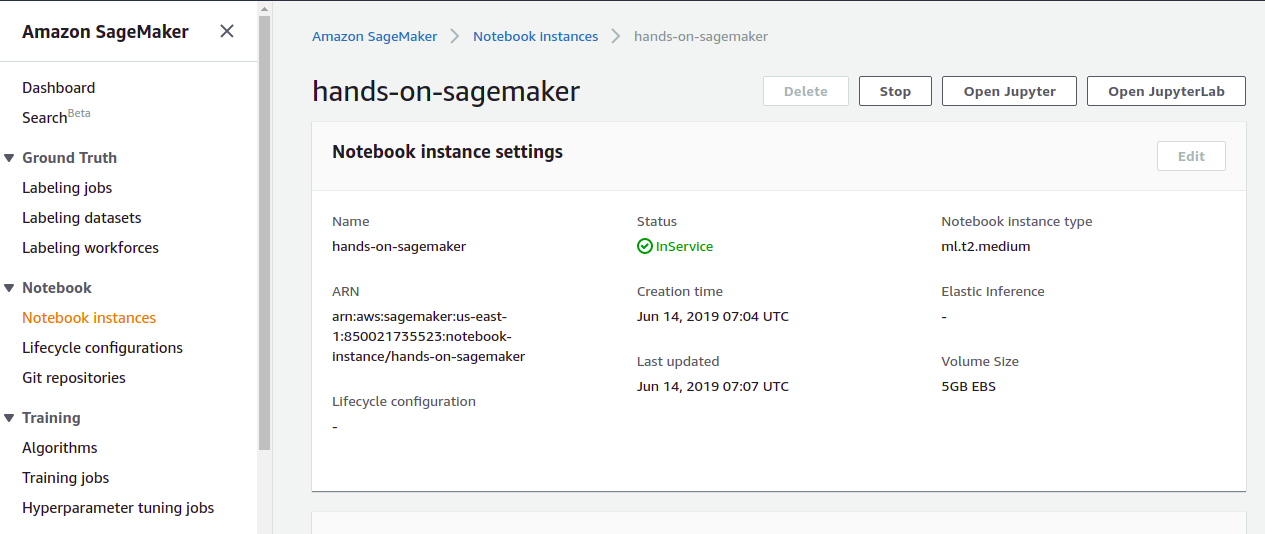 Amazon SageMaker
Dashboard
SearchBeta
Ground Truth
Labeling jobs
Labeling datasets
Labeling workforces
Notebook
Notebook instances
Lifecycle configurations
Git repositories
Training
Algorithms
Training jobs
Hyperparameter tuning jobs
Amazon SageMaker > Notebook instances > hands-on-sagemaker
hands-on-sagemaker
Delete
Stop
Open Jupyter
Open JupyterLab
Notebook instance settings
Edit
Name
hands-on-sagemaker
ARN
arn:aws:sagemaker:us-east-
1:850021735523:notebook-
instance/hands-on-sagemaker
Lifecycle configuration
-
Status
InService
Creation time
Jun 14, 2019 07:04 UTC
Last updated
Jun 14, 2019 07:07 UTC
Notebook instance type
ml.t2.medium
Elastic Inference
-
Volume Size
5GB EBS